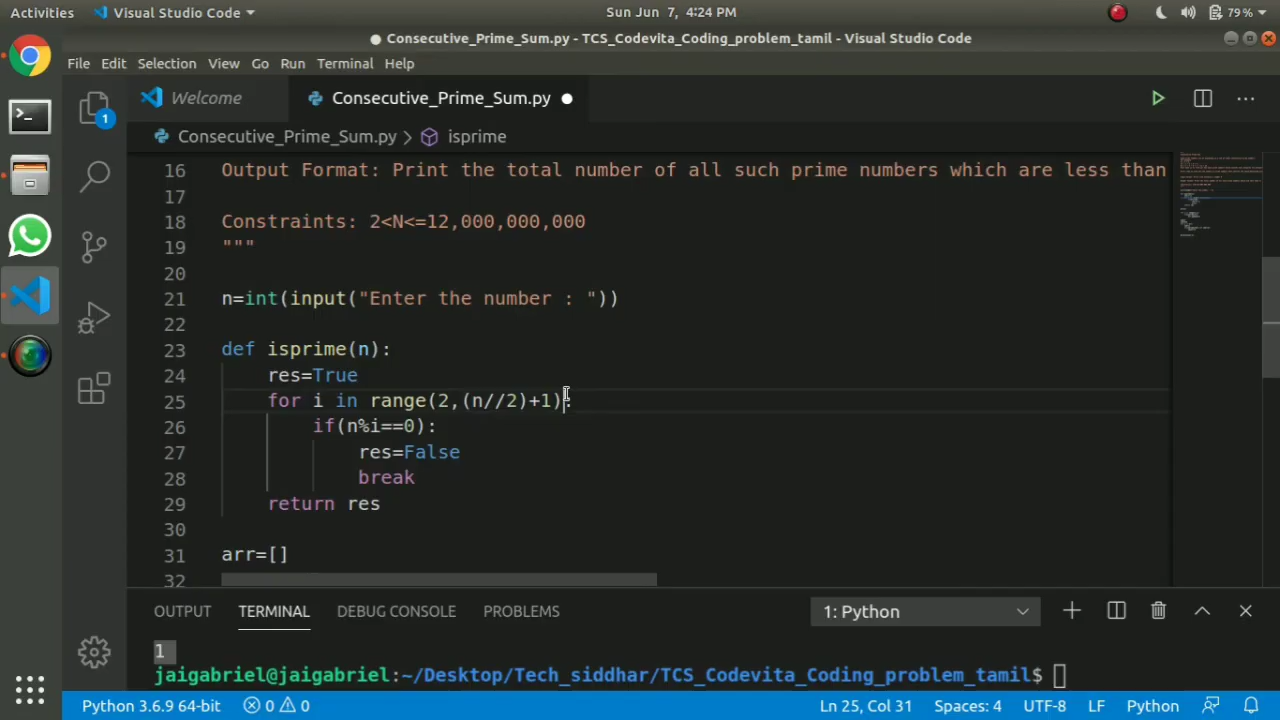 Activities Visual Studio Code Sun Jun 7, 4:24 PM 79%
Consecutive_Prime_Sum.py - TCS_Codevita_Coding_problem_tamil - Visual Studio Code
File Edit Selection View Go Run Terminal Help
1 Welcome Consecutive_Prime_Sum.py
Consecutive_Prime_Sum.py > isprime
16 Output Format: Print the total number of all such prime numbers which are less than
17
18 Constraints: 2<N<=12,000,000,000
19 """
20
21 n=int(input("Enter the number : "))
22
23 def isprime(n):
24 res=True
25 for i in range(2,(n//2)+1):
26 if(n%i==0):
27 res=False
28 break
29 return res
30
31 arr=[]
32
OUTPUT TERMINAL DEBUG CONSOLE PROBLEMS 1: Python
1
jaigabriel@jaigabriel:~/Desktop/Tech_siddhar/TCS_Codevita_Coding_problem_tamil$
Python 3.6.9 64-bit 0 0 Ln 25, Col 31 Spaces: 4 UTF-8 LF Python